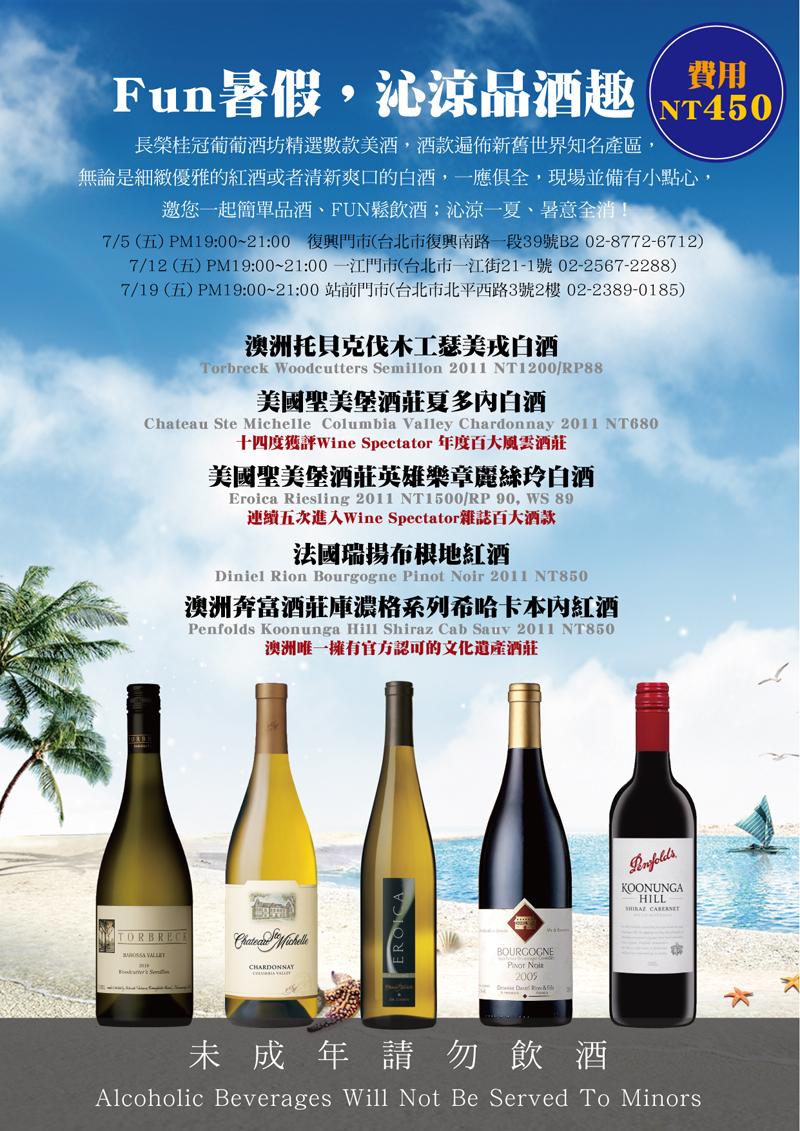 Fun暑假，沁涼品酒趣
費用
NT450
長榮桂冠葡葡酒坊精選數款美酒，酒款遍佈新舊世界知名產區，
無論是細緻優雅的紅酒或者清新爽口的白酒，一應俱全，現場並備有小點心，
邀您一起簡單品酒、FUN鬆飲酒；沁涼一夏、暑意全消！
7/5 (五) PM19:00~21:00 復興門市(台北市復興南路一段39號B2 02-8772-6712)
7/12 (五) PM19:00~21:00 一江門市(台北市一江街21-1號 02-2567-2288)
7/19 (五) PM19:00~21:00 站前門市(台北市北平西路3號2樓 02-2389-0185)
澳洲托貝克伐木工瑟美戎白酒
Torbreck Woodcutters Semillon 2011 NT1200/RP88
美國聖美堡酒莊夏多內白酒
Chateau Ste Michelle Columbia Valley Chardonnay 2011 NT680
十四度獲評Wine Spectator 年度百大風雲酒莊
美國聖美堡酒莊英雄樂章麗絲玲白酒
Eroica Riesling 2011 NT1500/RP 90, WS 89
連續五次進入Wine Spectator雜誌百大酒款
法國瑞揚布根地紅酒
Diniel Rion Bourgogne Pinot Noir 2011 NT850
澳洲奔富酒莊庫濃格系列希哈卡本內紅酒
Penfolds Koonunga Hill Shiraz Cab Sauv 2011 NT850
澳洲唯一擁有官方認可的文化遺產酒莊
TORBRECK
BAROSSA VALLEY
2010
Woodcutter's Semillon
Chateau Ste Michelle
CHARDONNAY
COLUMBIA VALLEY
EROICA
BOURGOGNE
PINOT NOIR
2005
Penfolds
KOONUNGA
HILL
SHIRAZ CABERNET
未成年請勿飲酒
Alcoholic Beverages Will Not Be Served To Minors